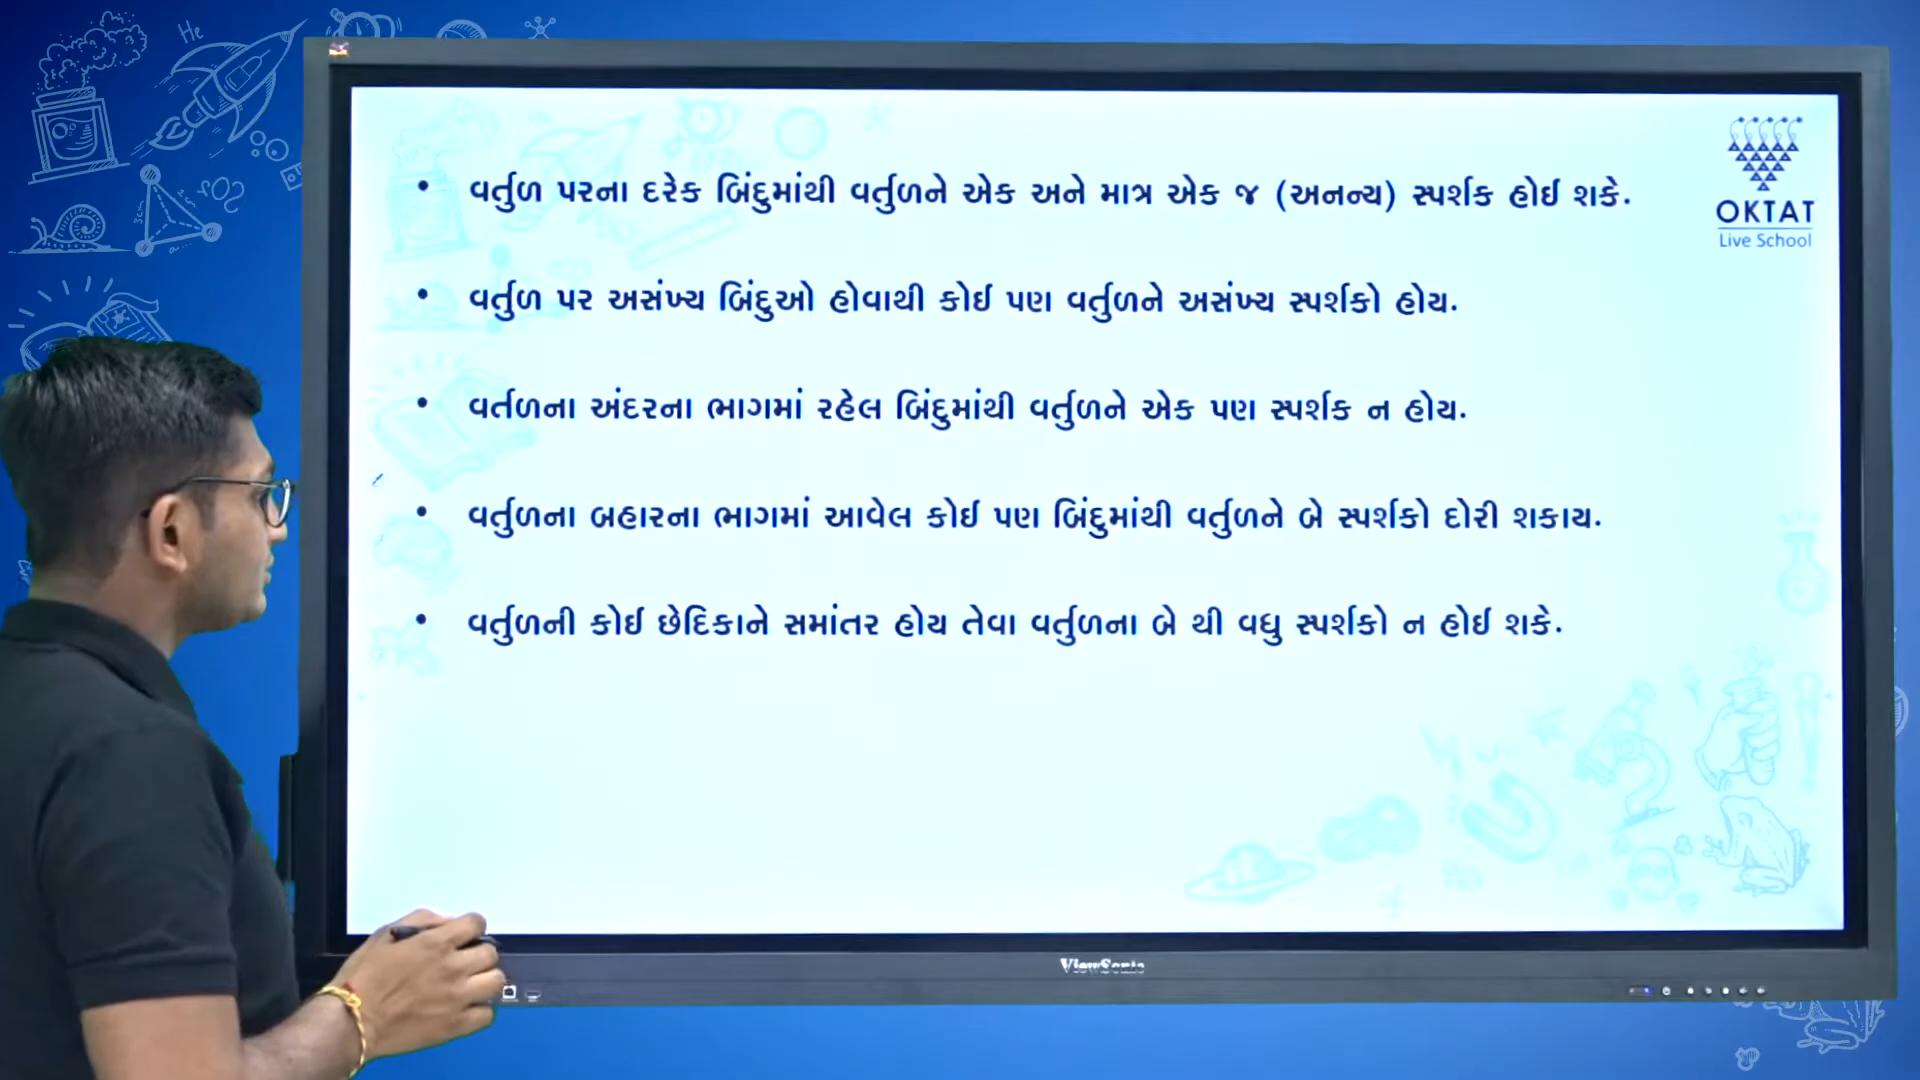 • વર્તુળ પરના દરેક બિંદુમાંથી વર્તુળને એક અને માત્ર એક જ (અનન્ય) સ્પર્શક હોઈ શકે.
• વર્તુળ પર અસંખ્ય બિંદુઓ હોવાથી કોઈ પણ વર્તુળને અસંખ્ય સ્પર્શકો હોય.
• વર્તળના અંદરના ભાગમાં રહેલ બિંદુમાંથી વર્તુળને એક પણ સ્પર્શક ન હોય.
• વર્તુળના બહારના ભાગમાં આવેલ કોઈ પણ બિંદુમાંથી વર્તુળને બે સ્પર્શકો દોરી શકાય.
• વર્તુળની કોઈ છેદિકાને સમાંતર હોય તેવા વર્તુળના બે થી વધુ સ્પર્શકો ન હોઈ શકે.
OKTAT
Live School
ViewSonic
He